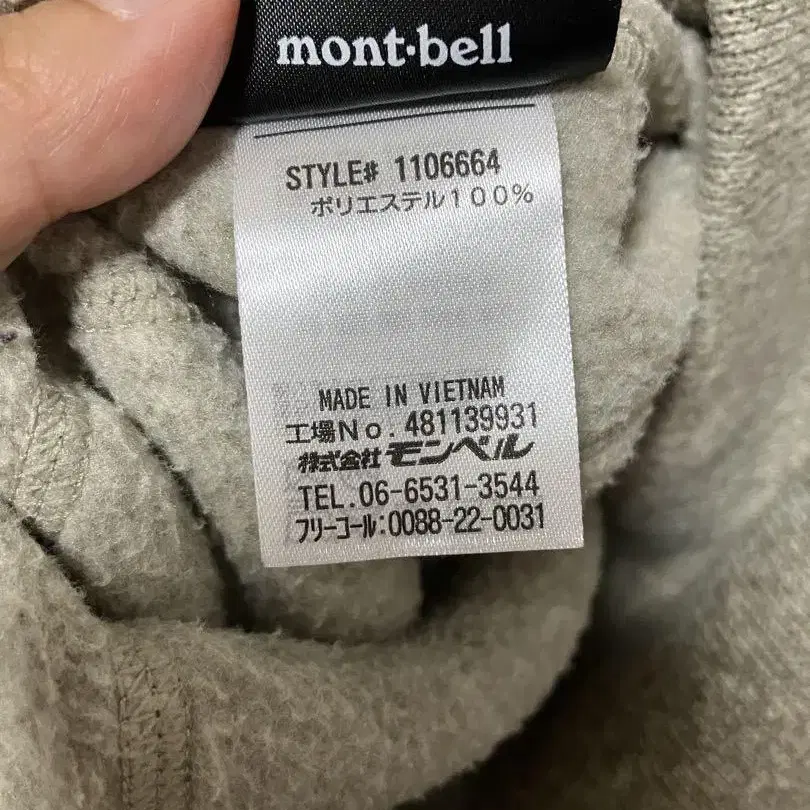 mont·bell
STYLE# 1106664
ポリエステル100%
MADE IN VIETNAM
工場No. 481139931
株式会社 モンベル
TEL.06-6531-3544
フリーコール:0088-22-0031